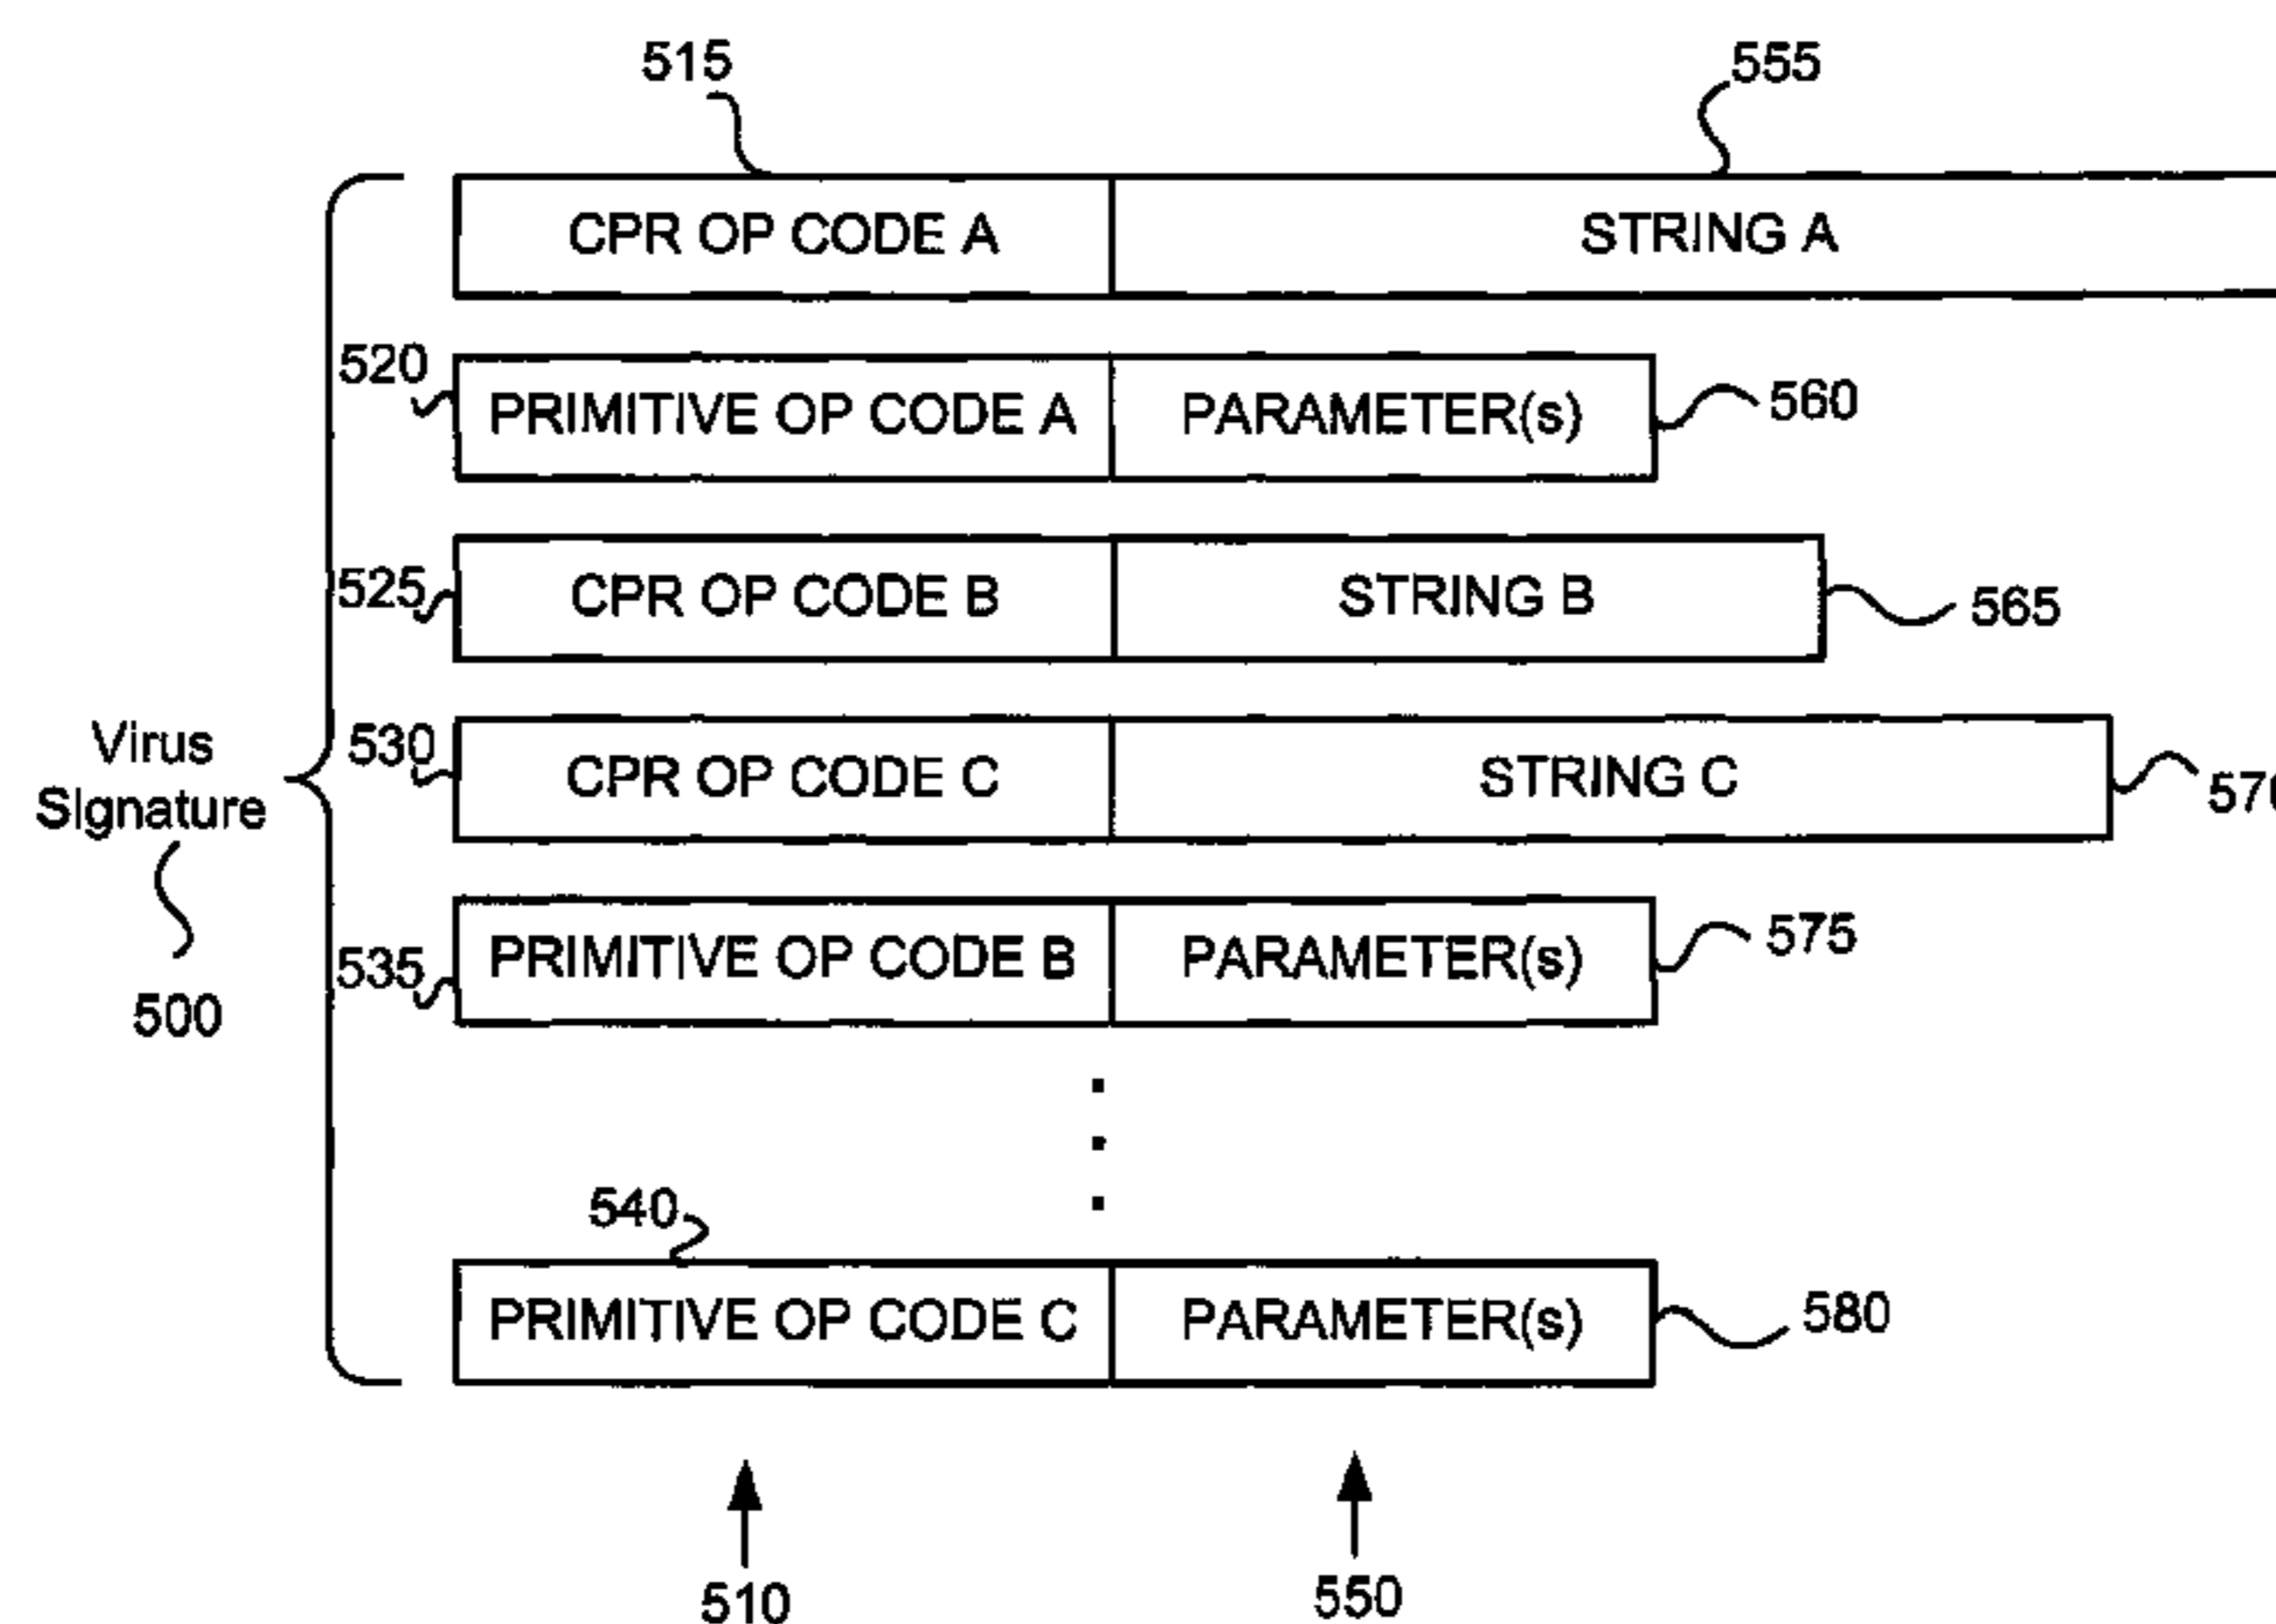 515
555
CPR OP CODE A
STRING A
520
PRIMITIVE OP CODE A
PARAMETER(s)
560
525
CPR OP CODE B
STRING B
565
Virus
Signature
500
530
CPR OP CODE C
STRING C
570
535
PRIMITIVE OP CODE B
PARAMETER(s)
575
540
PRIMITIVE OP CODE C
PARAMETER(s)
580
510
550